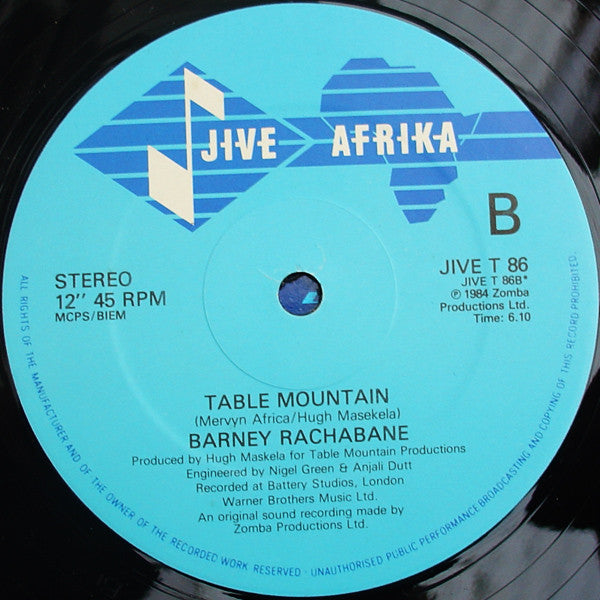 JIVE AFRIKA
B
STEREO
12" 45 RPM
MCPS/BIEM
JIVE T 86
JIVE T 86B*
℗ 1984 Zomba
Productions Ltd.
Time: 6.10
TABLE MOUNTAIN
(Mervyn Africa/Hugh Masekela)
BARNEY RACHABANE
Produced by Hugh Maskela for Table Mountain Productions
Engineered by Nigel Green & Anjali Dutt
Recorded at Battery Studios, London
Warner Brothers Music Ltd.
An original sound recording made by
Zomba Productions Ltd.
ALL RIGHTS OF THE MANUFACTURER AND OF THE OWNER OF THE RECORDED WORK RESERVED · UNAUTHORISED PUBLIC PERFORMANCE BROADCASTING AND COPYING OF THIS RECORD PROHIBITED.